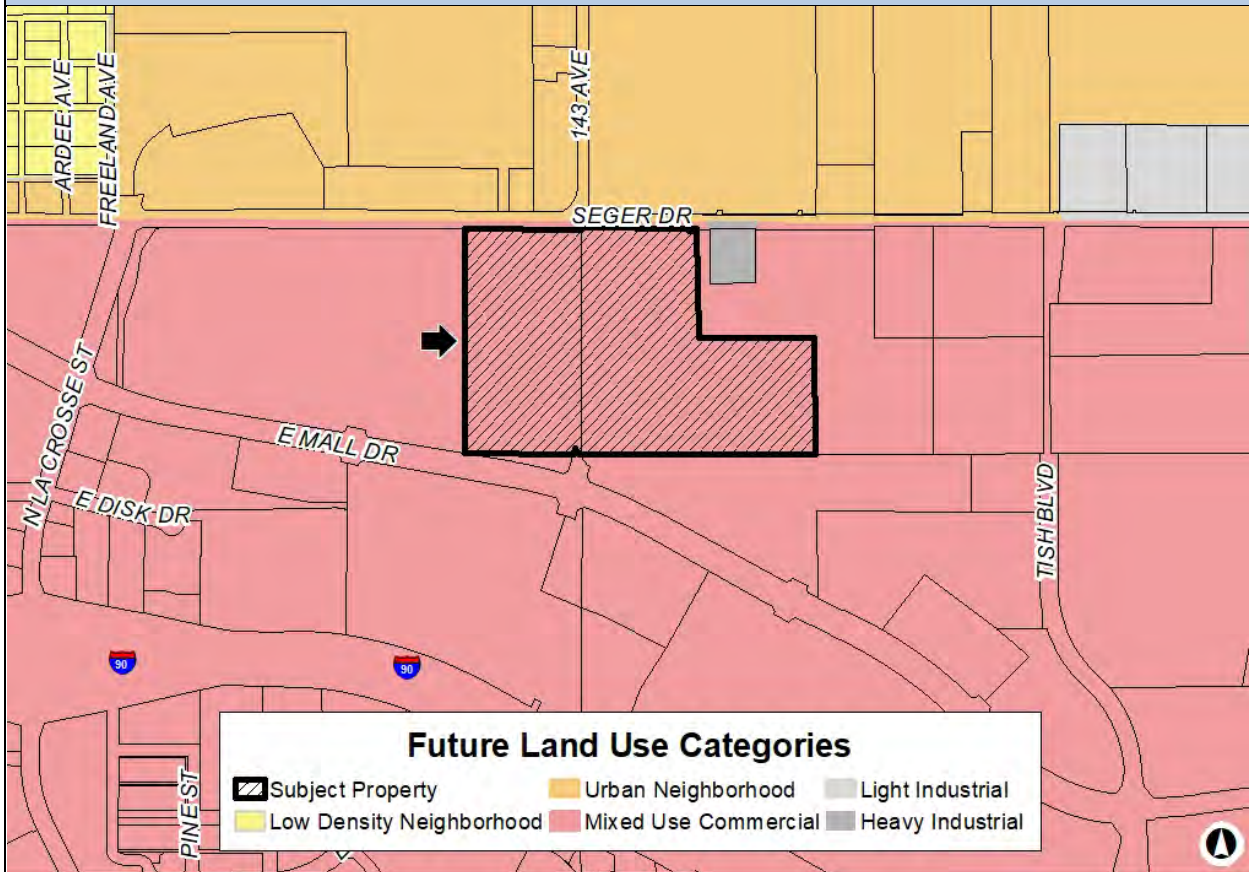 ARDEE AVE
FREELAND AVE
143 AVE
SEGER DR
N LA CROSSE ST
E MALL DR
E DISK DR
TISH BLVD
90
90
PINE ST
Future Land Use Categories
Subject Property
Urban Neighborhood
Light Industrial
Low Density Neighborhood
Mixed Use Commercial
Heavy Industrial